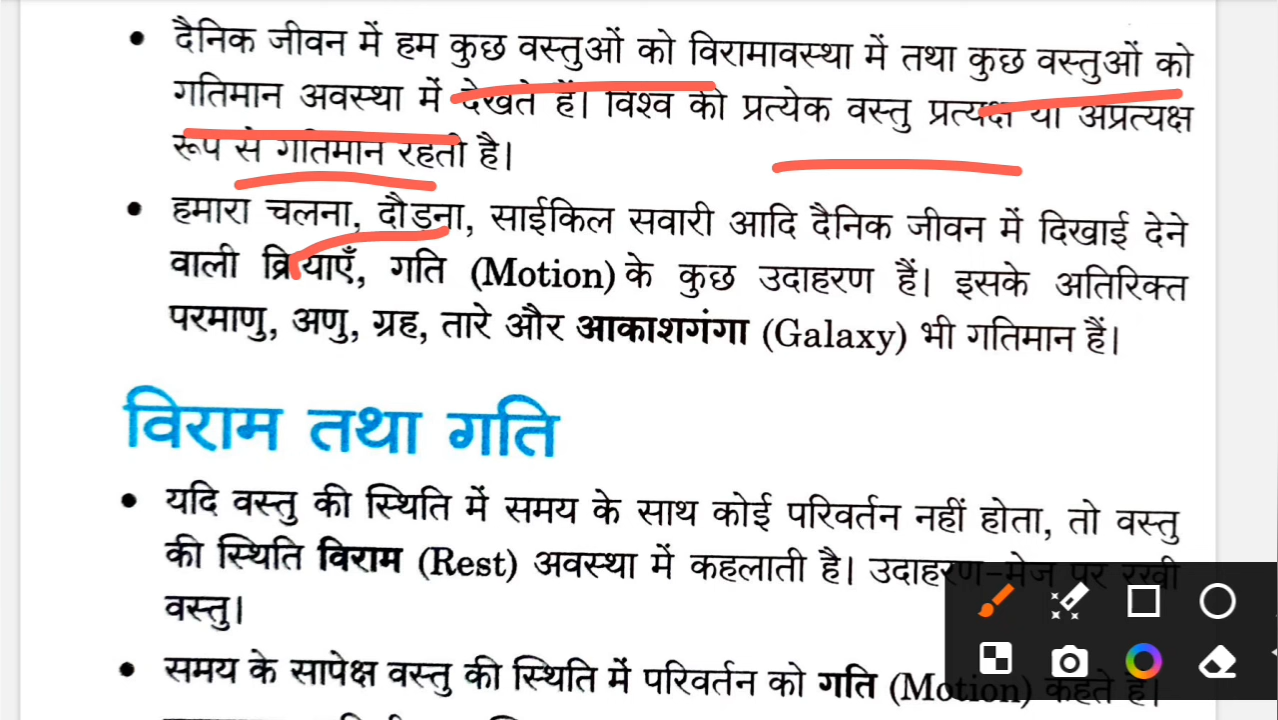 • दैनिक जीवन में हम कुछ वस्तुओं को विरामावस्था में तथा कुछ वस्तुओं को
गतिमान अवस्था में देखते हैं। विश्व की प्रत्येक वस्तु प्रत्यक्ष या अप्रत्यक्ष
रूप से गतिमान रहती है।
• हमारा चलना, दौडना, साईकिल सवारी आदि दैनिक जीवन में दिखाई देने
वाली क्रियाएँ, गति (Motion) के कुछ उदाहरण हैं। इसके अतिरिक्त
परमाणु, अणु, ग्रह, तारे और आकाशगंगा (Galaxy) भी गतिमान हैं।
विराम तथा गति
• यदि वस्तु की स्थिति में समय के साथ कोई परिवर्तन नहीं होता, तो वस्तु
की स्थिति विराम (Rest) अवस्था में कहलाती है। उदाहरण-मेज पर रखी
वस्तु।
• समय के सापेक्ष वस्तु की स्थिति में परिवर्तन को गति (Motion) कहते हैं।